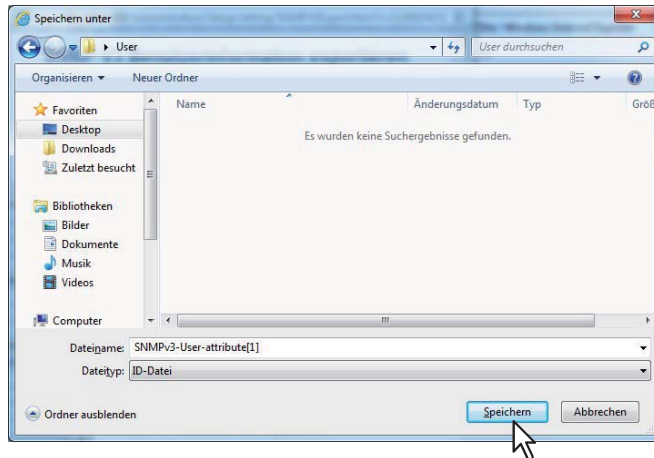 Speichern unter
User
User durchsuchen
Organisieren
Neuer Ordner
Favoriten
Desktop
Downloads
Zuletzt besucht
Bibliotheken
Bilder
Dokumente
Musik
Videos
Computer
Name Änderungsdatum Typ Größ
Es wurden keine Suchergebnisse gefunden.
Dateiname: SNMPv3-User-attribute[1]
Dateityp: ID-Datei
Ordner ausblenden
Speichern Abbrechen